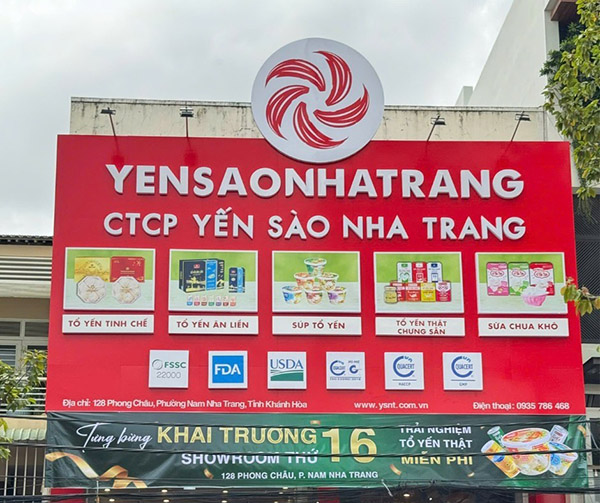 YENSAONHATRANG
CTCP YẾN SÀO NHA TRANG
TỔ YẾN TINH CHẾ
TỔ YẾN ĂN LIỀN
SÚP TỔ YẾN
TỔ YẾN THẬT
CHƯNG SẴN
SỮA CHUA KHÔ
FSSC
22000
FDA
USDA
QUACERT
HACCP
QUACERT
GMP
Địa chỉ: 128 Phong Châu, Phường Nam Nha Trang, Tỉnh Khánh Hòa
www.ysnt.com.vn
Điện thoại: 0935 786 468
Tưng bừng
KHAI TRƯƠNG
SHOWROOM THỨ
16
128 PHONG CHÂU, P. NAM NHA TRANG
TRẢI NGHIỆM
TỔ YẾN THẬT
MIỄN PHÍ